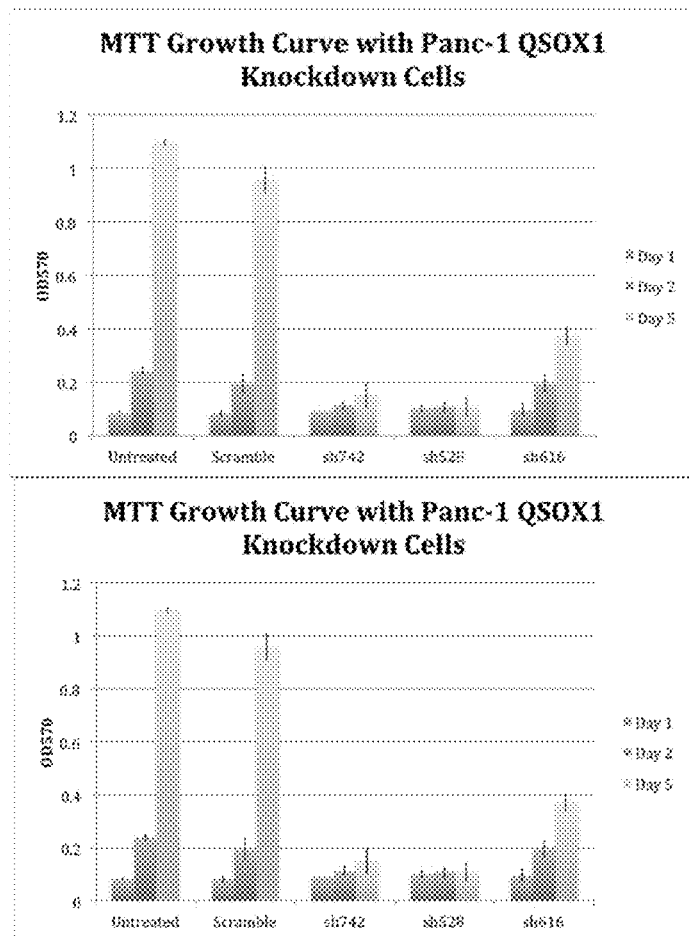 MTT Growth Curve with Panc-1 QSOX1
Knockdown Cells
1.2
1
0.8
0.6
0.4
0.2
0
OD570
Day 1
Day 2
Day 5
Untreated
Scramble
sh742
sh528
sh616
MTT Growth Curve with Panc-1 QSOX1
Knockdown Cells
1.2
1
0.8
0.6
0.4
0.2
0
OD570
Day 1
Day 2
Day 5
Untreated
Scramble
sh742
sh528
sh616